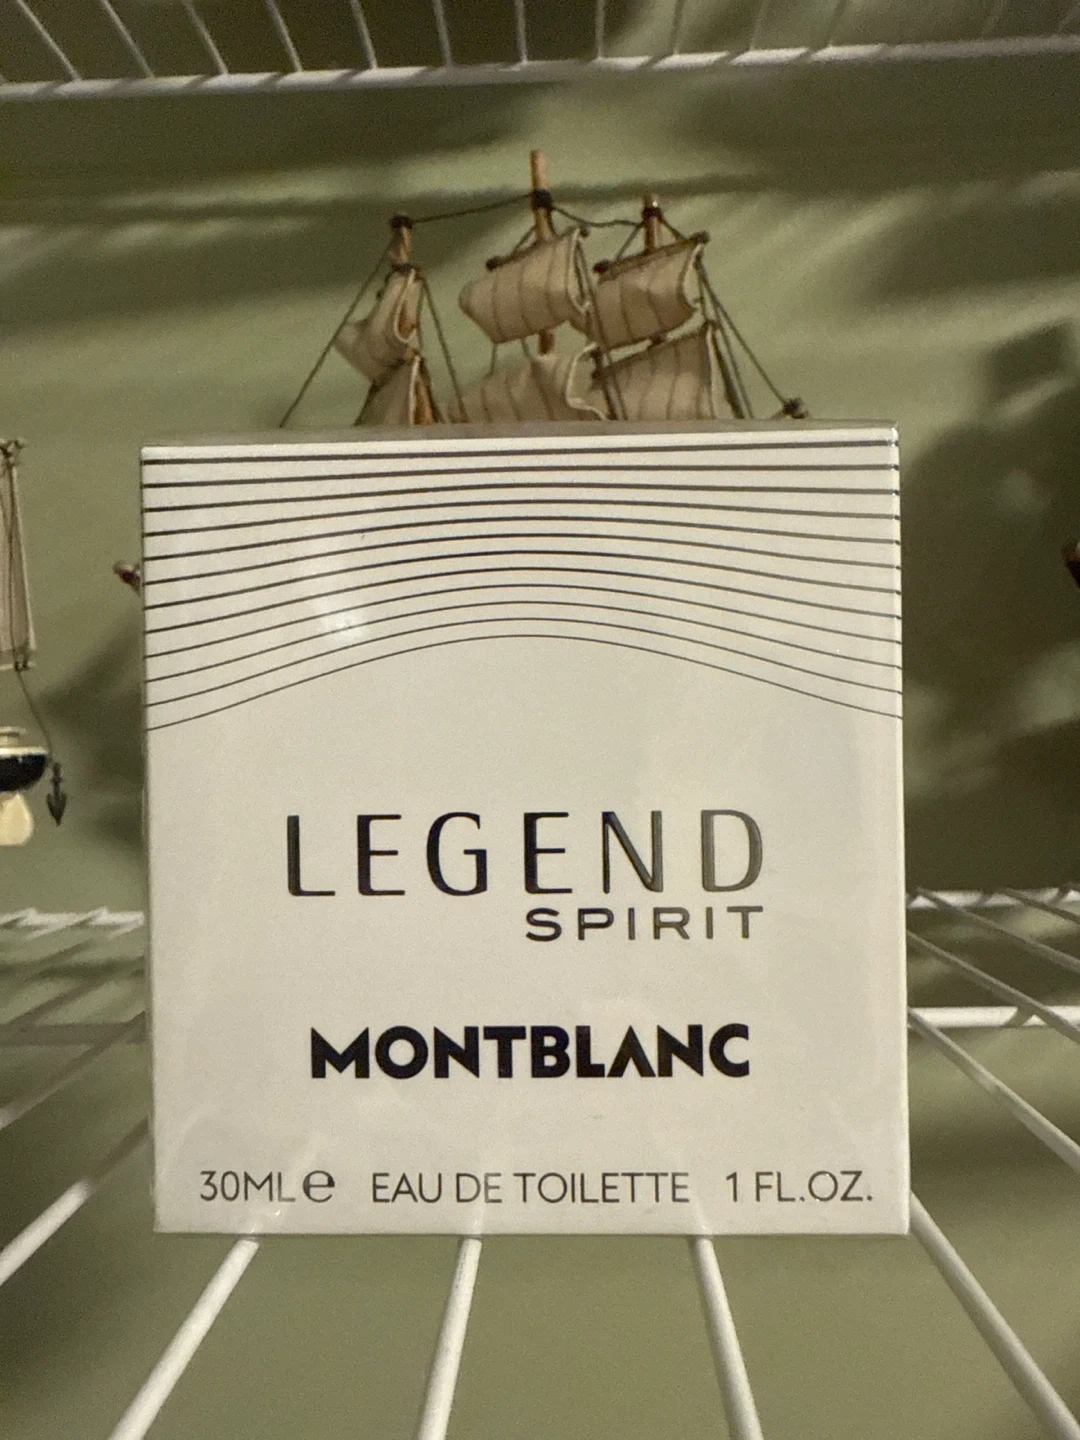 LEGEND
SPIRIT
MONTBLANC
30ML℮ EAU DE TOILETTE 1 FL.OZ.